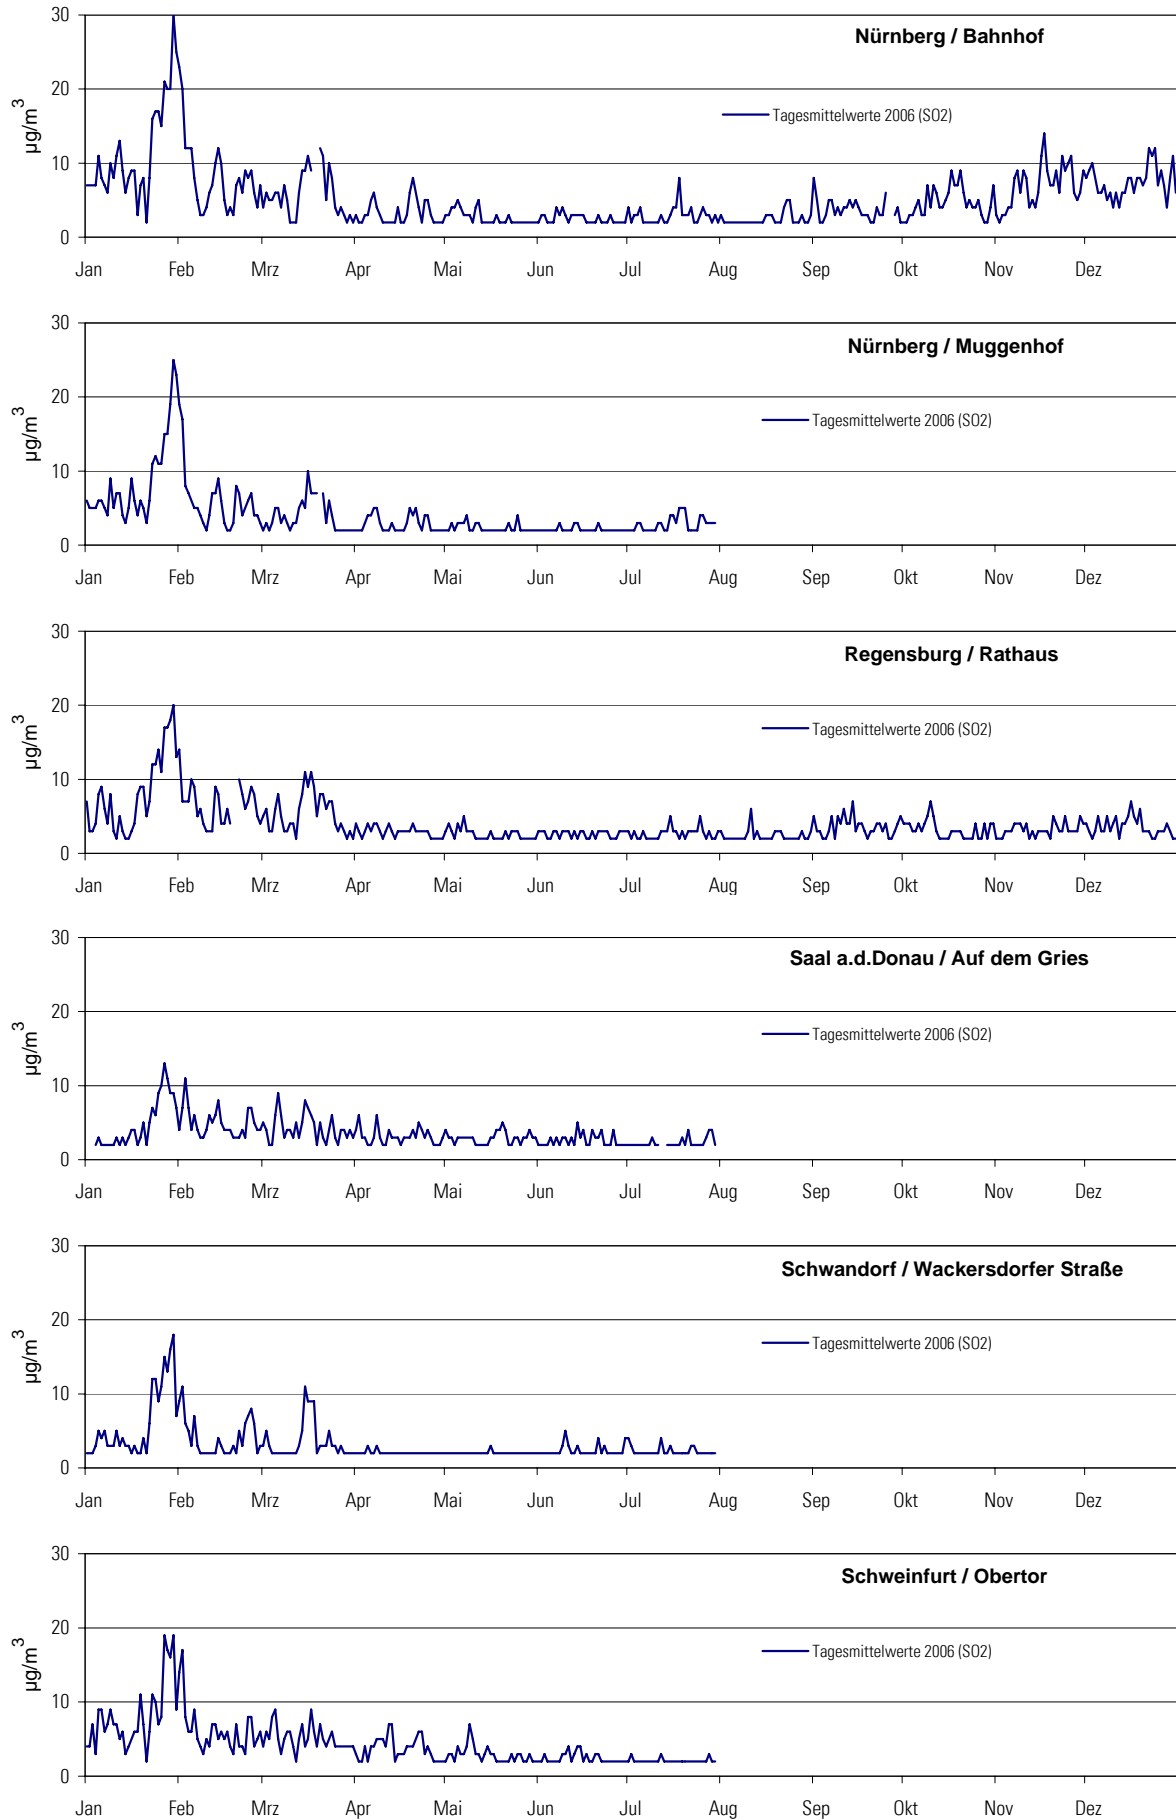 30
Nürnberg / Bahnhof
20
Tagesmittelwerte 2006 (SO2)
µg/m³
10
0
Jan Feb Mrz Apr Mai Jun Jul Aug Sep Okt Nov Dez
30
Nürnberg / Muggenhof
20
Tagesmittelwerte 2006 (SO2)
µg/m³
10
0
Jan Feb Mrz Apr Mai Jun Jul Aug Sep Okt Nov Dez
30
Regensburg / Rathaus
20
Tagesmittelwerte 2006 (SO2)
µg/m³
10
0
Jan Feb Mrz Apr Mai Jun Jul Aug Sep Okt Nov Dez
30
Saal a.d.Donau / Auf dem Gries
20
Tagesmittelwerte 2006 (SO2)
µg/m³
10
0
Jan Feb Mrz Apr Mai Jun Jul Aug Sep Okt Nov Dez
30
Schwandorf / Wackersdorfer Straße
20
Tagesmittelwerte 2006 (SO2)
µg/m³
10
0
Jan Feb Mrz Apr Mai Jun Jul Aug Sep Okt Nov Dez
30
Schweinfurt / Obertor
20
Tagesmittelwerte 2006 (SO2)
µg/m³
10
0
Jan Feb Mrz Apr Mai Jun Jul Aug Sep Okt Nov Dez